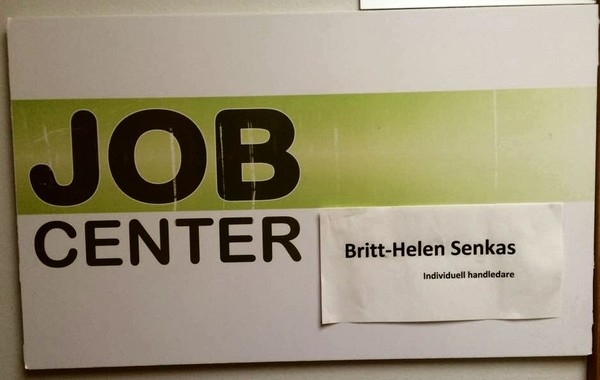 JOB
CENTER
Britt-Helen Senkas
Individuell handledare